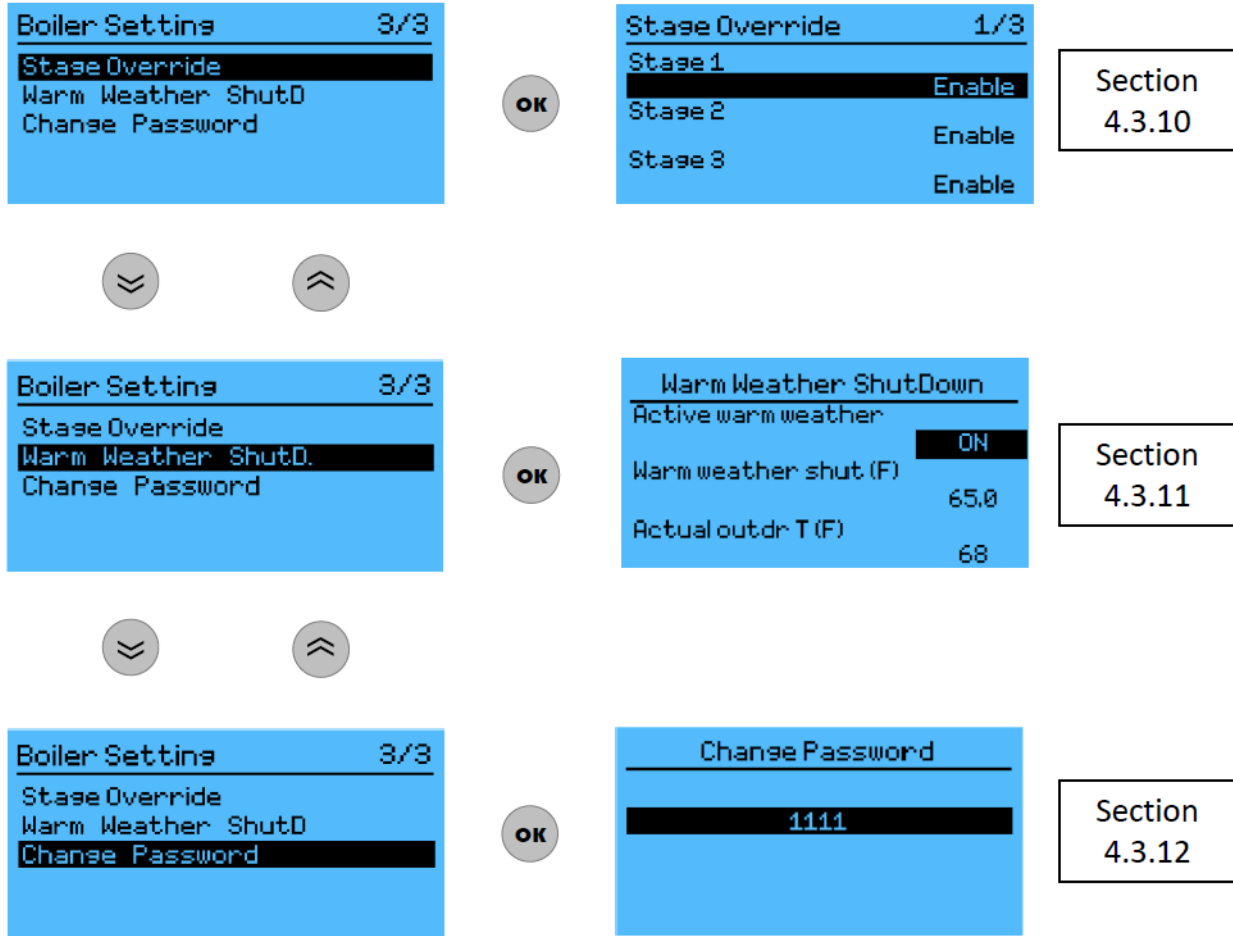 Boiler Setting 3/3
Stage Override
Warm Weather ShutD
Change Password
OK
Stage Override 1/3
Stage 1
Enable
Stage 2
Enable
Stage 3
Enable
Section
4.3.10
Boiler Setting 3/3
Stage Override
Warm Weather ShutD.
Change Password
OK
Warm Weather ShutDown
Active warm weather
ON
Warm weather shut (F)
65.0
Actual outdr T (F)
68
Section
4.3.11
Boiler Setting 3/3
Stage Override
Warm Weather ShutD
Change Password
OK
Change Password
1111
Section
4.3.12